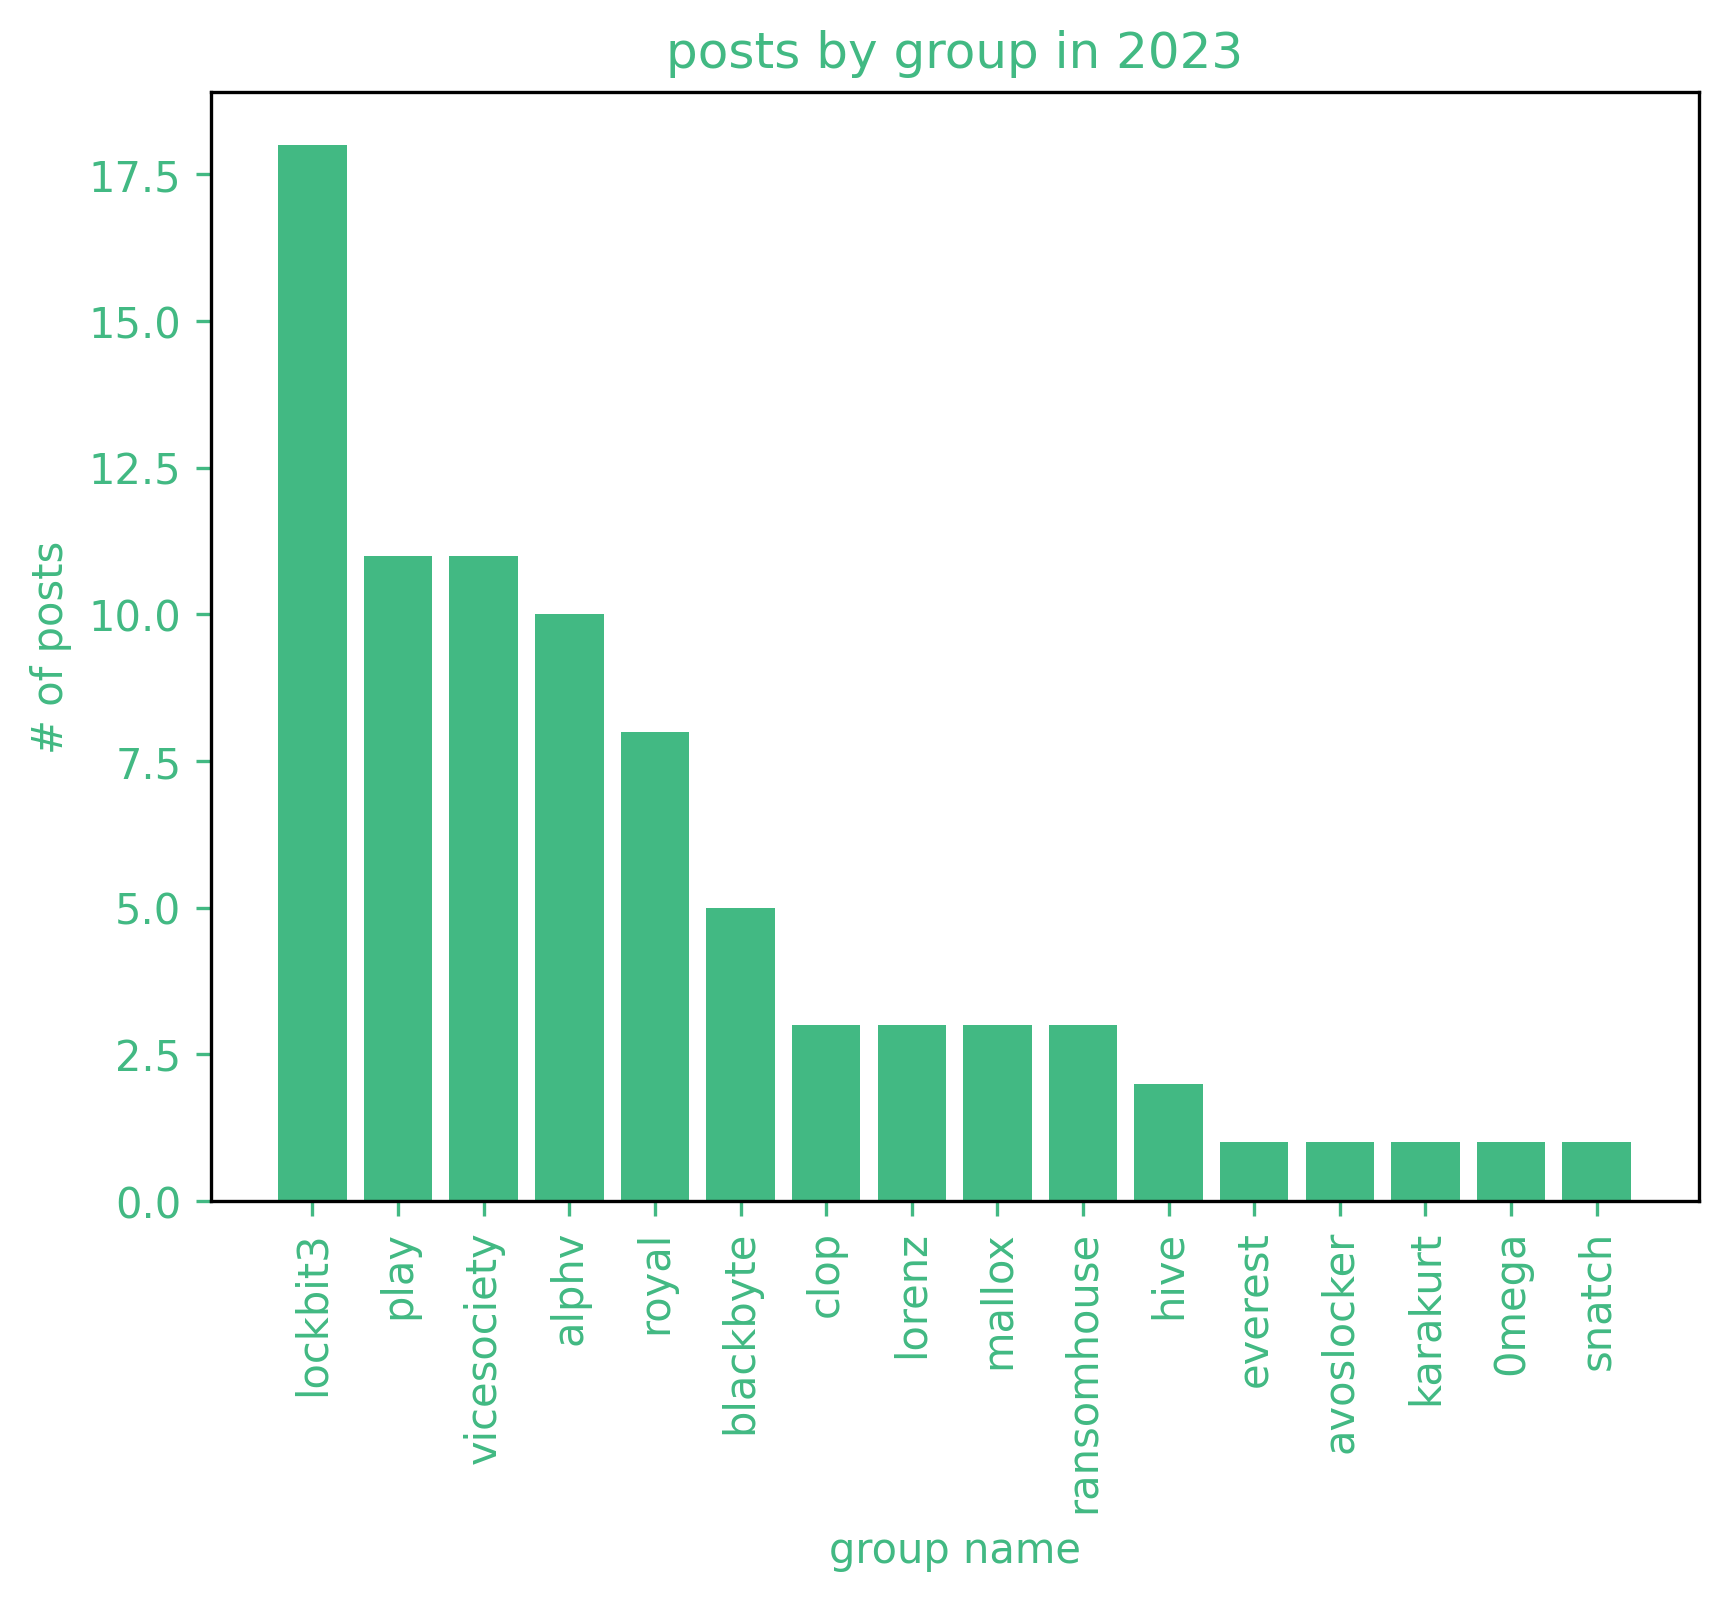 posts by group in 2023
17.5
15.0
12.5
10.0
7.5
5.0
2.5
0.0
# of posts
lockbit3
play
vicesociety
alphv
royal
blackbyte
clop
lorenz
mallox
ransomhouse
hive
everest
avoslocker
karakurt
0mega
snatch
group name